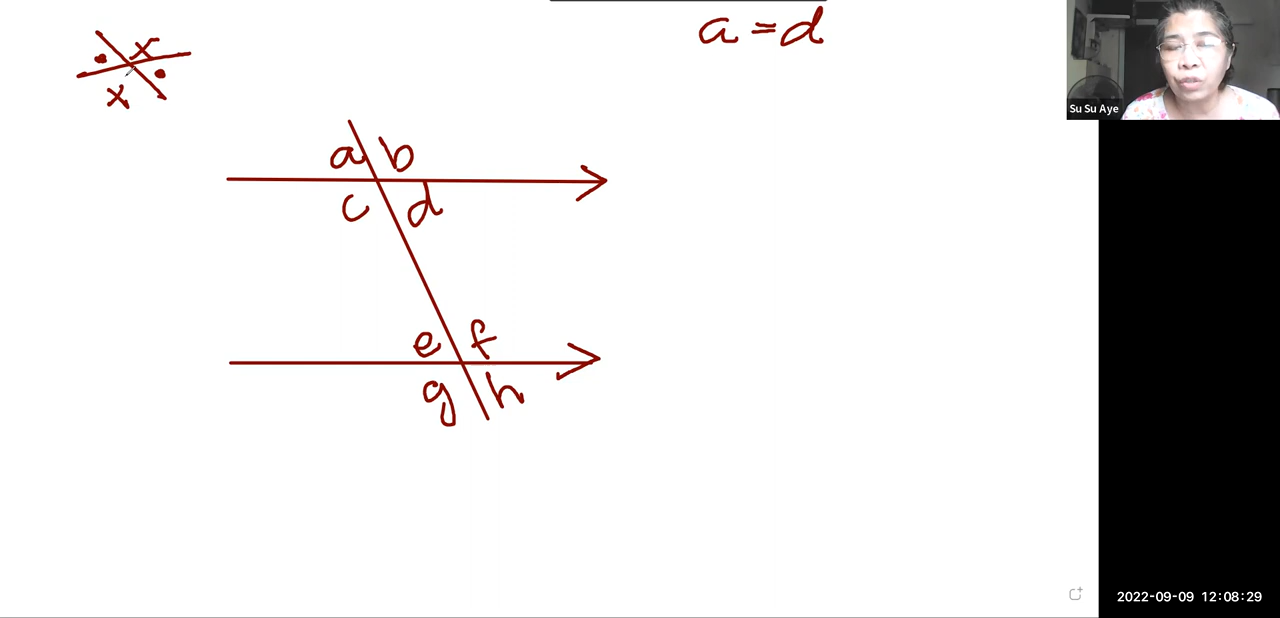 a = d
x
x
a b
c d
e f
g h
Su Su Aye
2022-09-09 12:08:29